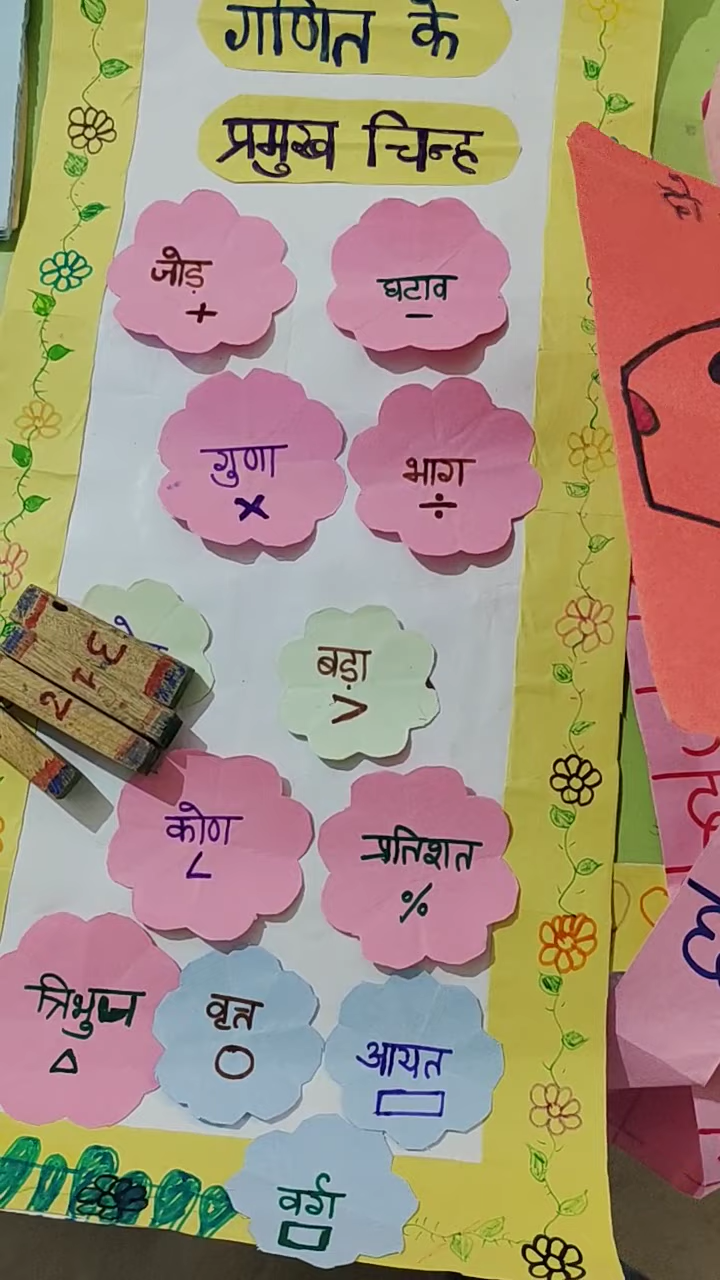 गणित के
प्रमुख चिन्ह
जोड़
+
घटाव
−
गुणा
×
भाग
÷
बड़ा
>
कोण
∠
प्रतिशत
%
त्रिभुज
△
वृत्त
○
आयत
▭
वर्ग
□